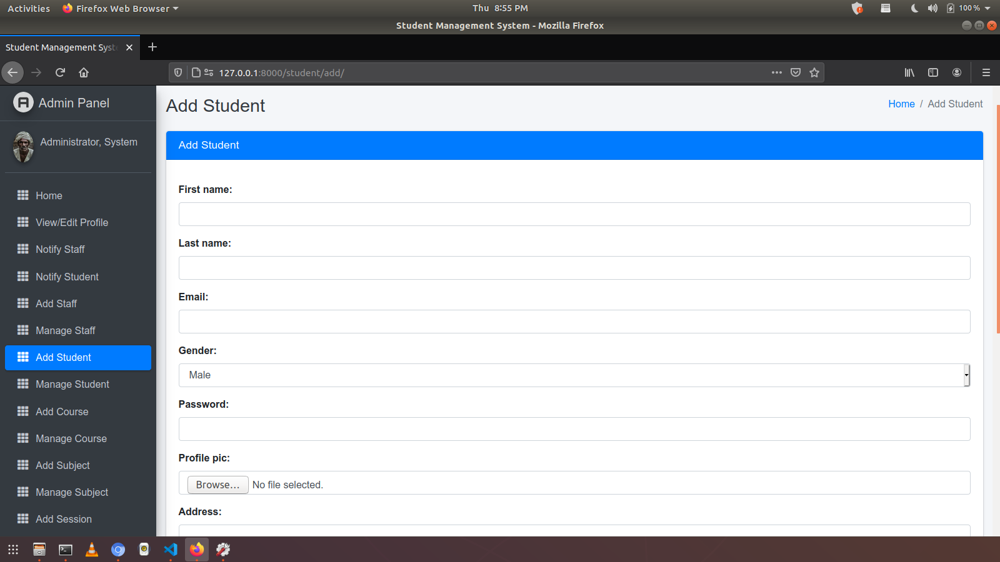 Activities Firefox Web Browser Thu 8:55 PM 100%
Student Management System - Mozilla Firefox
Student Management Syst
127.0.0.1:8000/student/add/
Admin Panel
Administrator, System
Home
View/Edit Profile
Notify Staff
Notify Student
Add Staff
Manage Staff
Add Student
Manage Student
Add Course
Manage Course
Add Subject
Manage Subject
Add Session
Add Student
Home / Add Student
Add Student
First name:
Last name:
Email:
Gender:
Male
Password:
Profile pic:
Browse... No file selected.
Address: